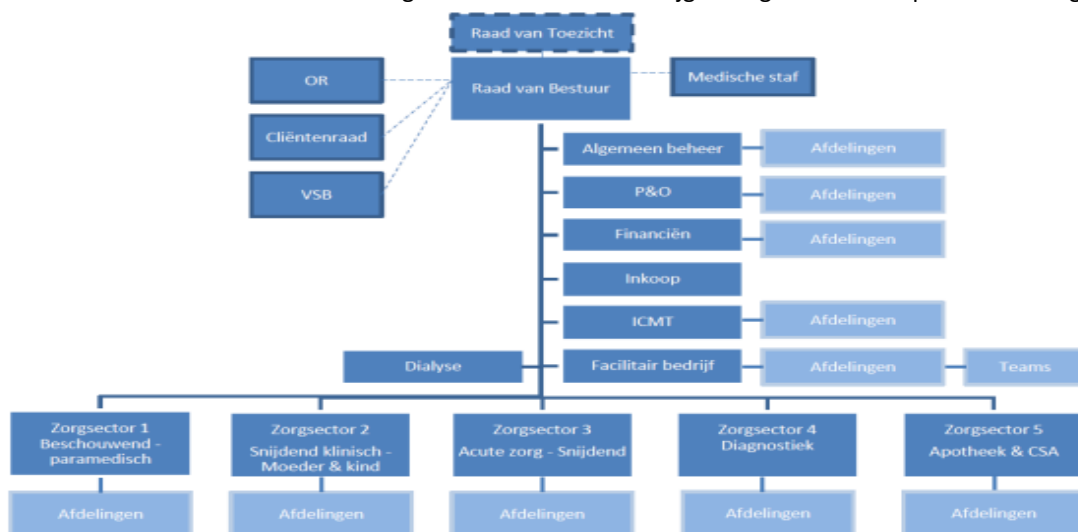 Raad van Toezicht
OR
Raad van Bestuur
Medische staf
Cliëntenraad
VSB
Algemeen beheer
Afdelingen
P&O
Afdelingen
Financiën
Afdelingen
Inkoop
ICMT
Afdelingen
Dialyse
Facilitair bedrijf
Afdelingen
Teams
Zorgsector 1
Beschouwend -
paramedisch
Zorgsector 2
Snijdend klinisch -
Moeder & kind
Zorgsector 3
Acute zorg - Snijdend
Zorgsector 4
Diagnostiek
Zorgsector 5
Apotheek & CSA
Afdelingen
Afdelingen
Afdelingen
Afdelingen
Afdelingen